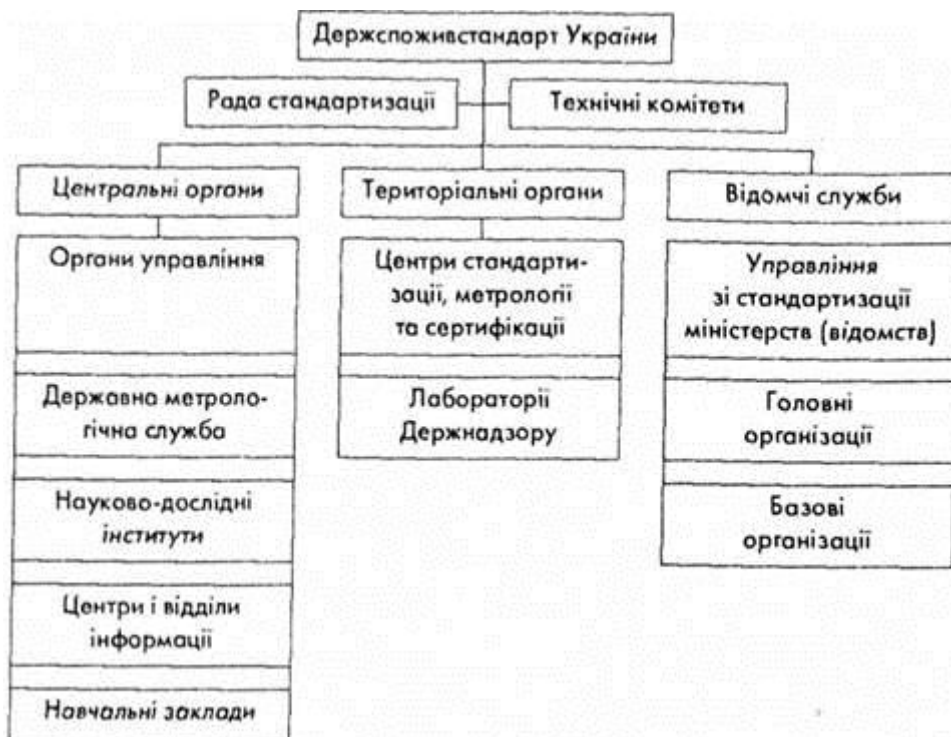 Держспоживстандарт України
Рада стандартизації
Технічні комітети
Центральні органи
Територіальні органи
Відомчі служби
Органи управління
Державна метроло-
гічна служба
Науково-дослідні
інститути
Центри і відділи
інформації
Навчальні заклади
Центри стандарти-
зації, метрології
та сертифікації
Лабораторії
Держнадзору
Управління
зі стандартизації
міністерств (відомств)
Головні
організації
Базові
організації